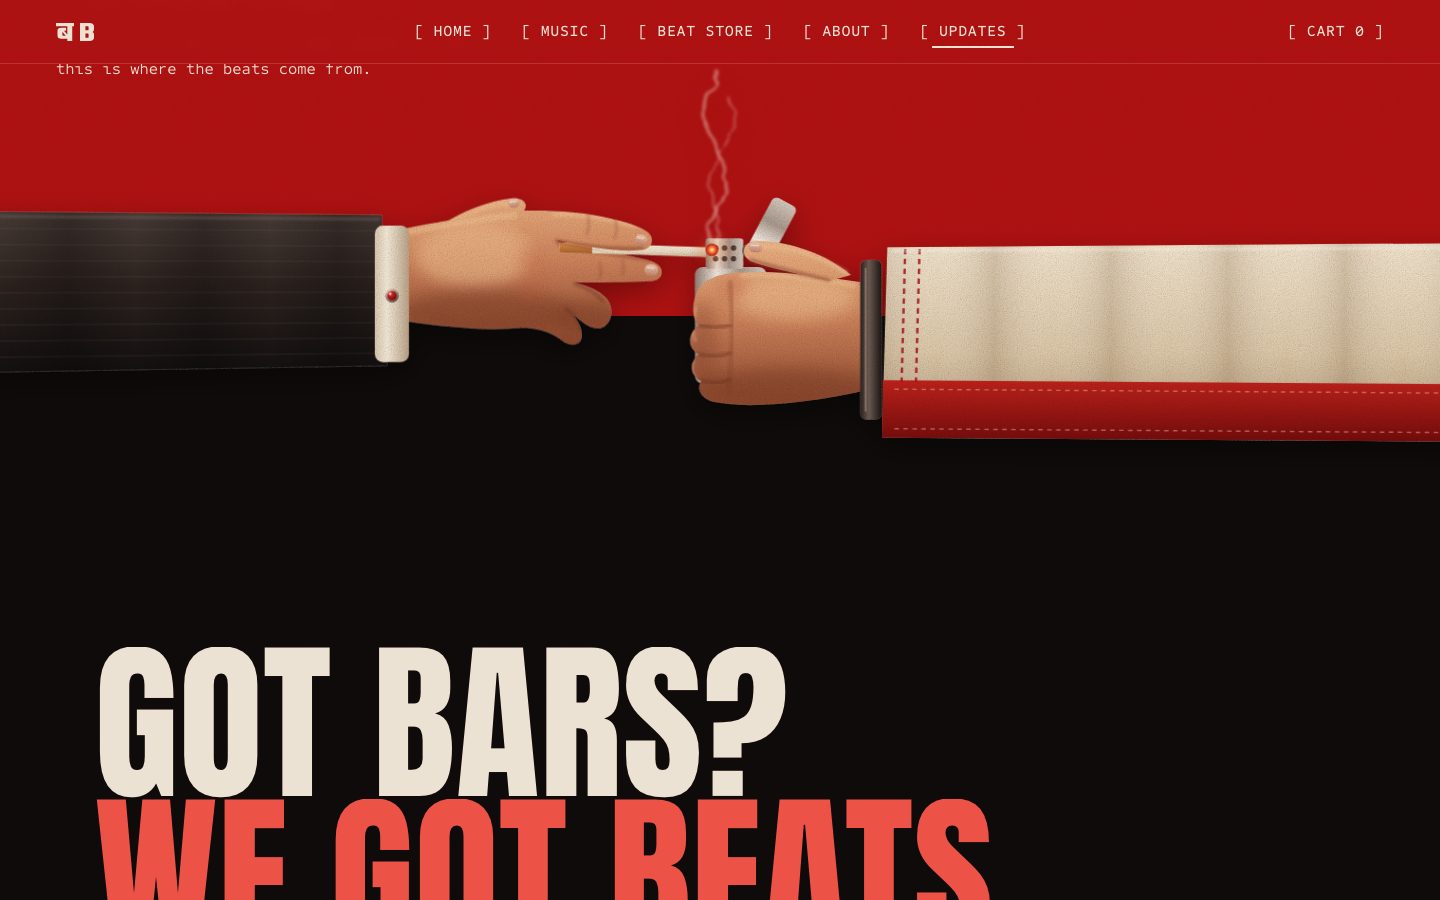 ब B
[ HOME ] [ MUSIC ] [ BEAT STORE ] [ ABOUT ] [ UPDATES ] [ CART 0 ]
this is where the beats come from.
GOT BARS?
WE GOT BEATS